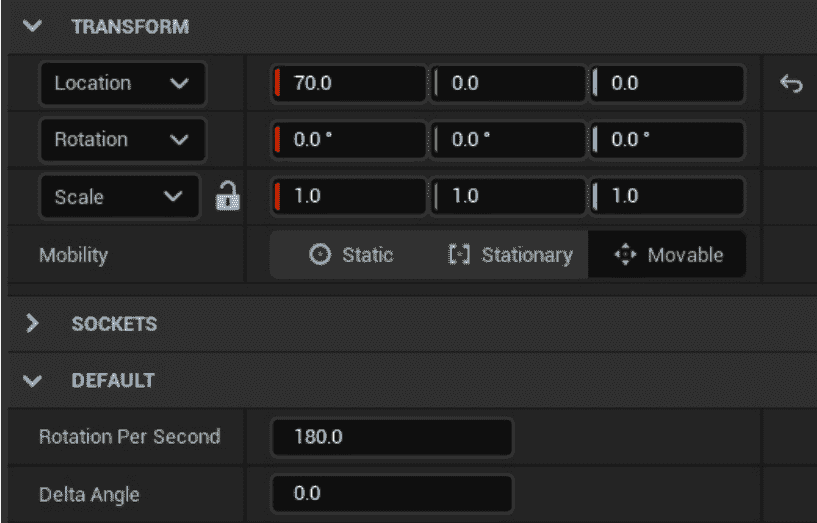 TRANSFORM
Location 70.0 0.0 0.0
Rotation 0.0 ° 0.0 ° 0.0 °
Scale 1.0 1.0 1.0
Mobility Static Stationary Movable
SOCKETS
DEFAULT
Rotation Per Second 180.0
Delta Angle 0.0